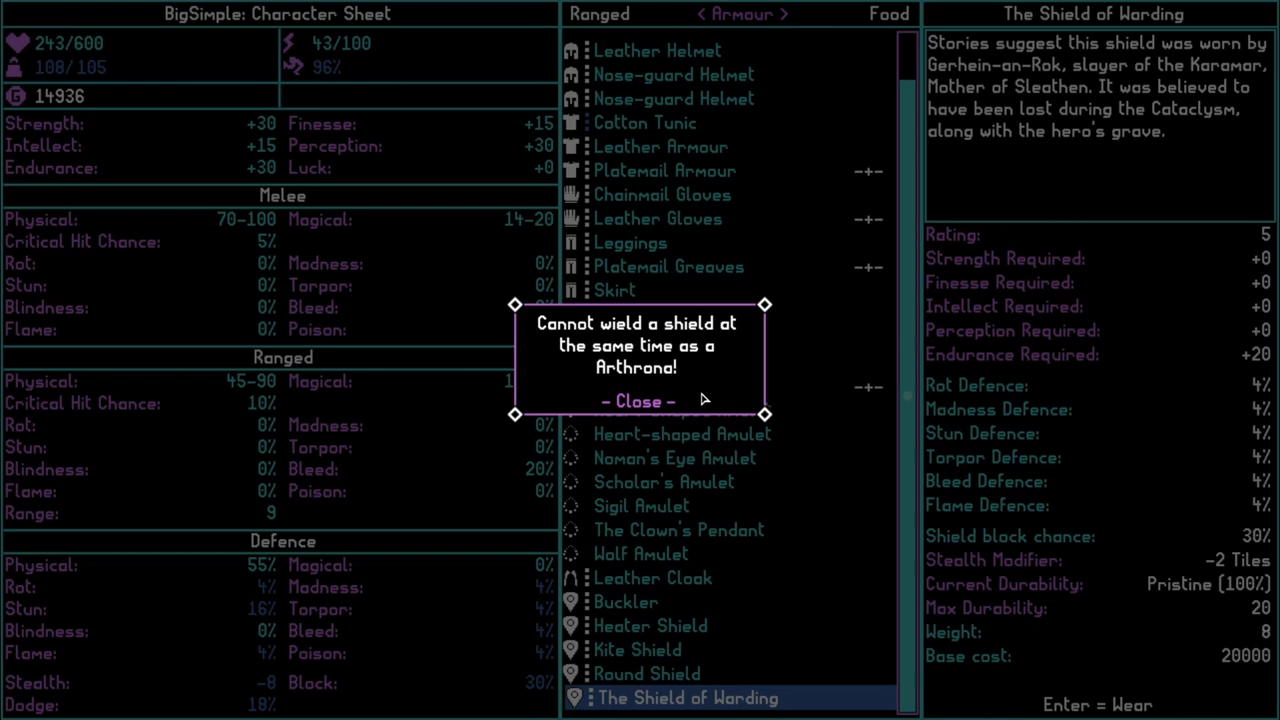 BigSimple: Character Sheet
243/600
43/100
108/105
96%
14936
Strength: +30 Finesse: +15
Intellect: +15 Perception: +30
Endurance: +30 Luck: +0
Melee
Physical: 70-100 Magical: 14-20
Critical Hit Chance: 5%
Rot: 0% Madness: 0%
Stun: 0% Torpor: 0%
Blindness: 0% Bleed:
Flame: 0% Poison:
Ranged
Physical: 45-90 Magical: 1
Critical Hit Chance: 10%
Rot: 0% Madness:
Stun: 0% Torpor: 0%
Blindness: 0% Bleed: 20%
Flame: 0% Poison: 0%
Range: 9
Defence
Physical: 55% Magical: 0%
Rot: 4% Madness: 4%
Stun: 16% Torpor: 4%
Blindness: 0% Bleed: 4%
Flame: 4% Poison: 4%
Stealth: -8 Block: 30%
Dodge: 18%
Ranged < Armour > Food
Leather Helmet
Nose-guard Helmet
Nose-guard Helmet
Cotton Tunic
Leather Armour
Platemail Armour -+-
Chainmail Gloves
Leather Gloves -+-
Leggings
Platemail Greaves -+-
Skirt
Cannot wield a shield at
the same time as a
Arthrona!
- Close -
-+-
Heart-shaped Amulet
Noman's Eye Amulet
Scholar's Amulet
Sigil Amulet
The Clown's Pendant
Wolf Amulet
Leather Cloak
Buckler
Heater Shield
Kite Shield
Round Shield
The Shield of Warding
The Shield of Warding
Stories suggest this shield was worn by
Gerhein-an-Rok, slayer of the Karamar,
Mother of Sleathen. It was believed to
have been lost during the Cataclysm,
along with the hero's grave.
Rating: 5
Strength Required: +0
Finesse Required: +0
Intellect Required: +0
Perception Required: +0
Endurance Required: +20
Rot Defence: 4%
Madness Defence: 4%
Stun Defence: 4%
Torpor Defence: 4%
Bleed Defence: 4%
Flame Defence: 4%
Shield block chance: 30%
Stealth Modifier: -2 Tiles
Current Durability: Pristine (100%)
Max Durability: 20
Weight: 8
Base cost: 20000
Enter = Wear